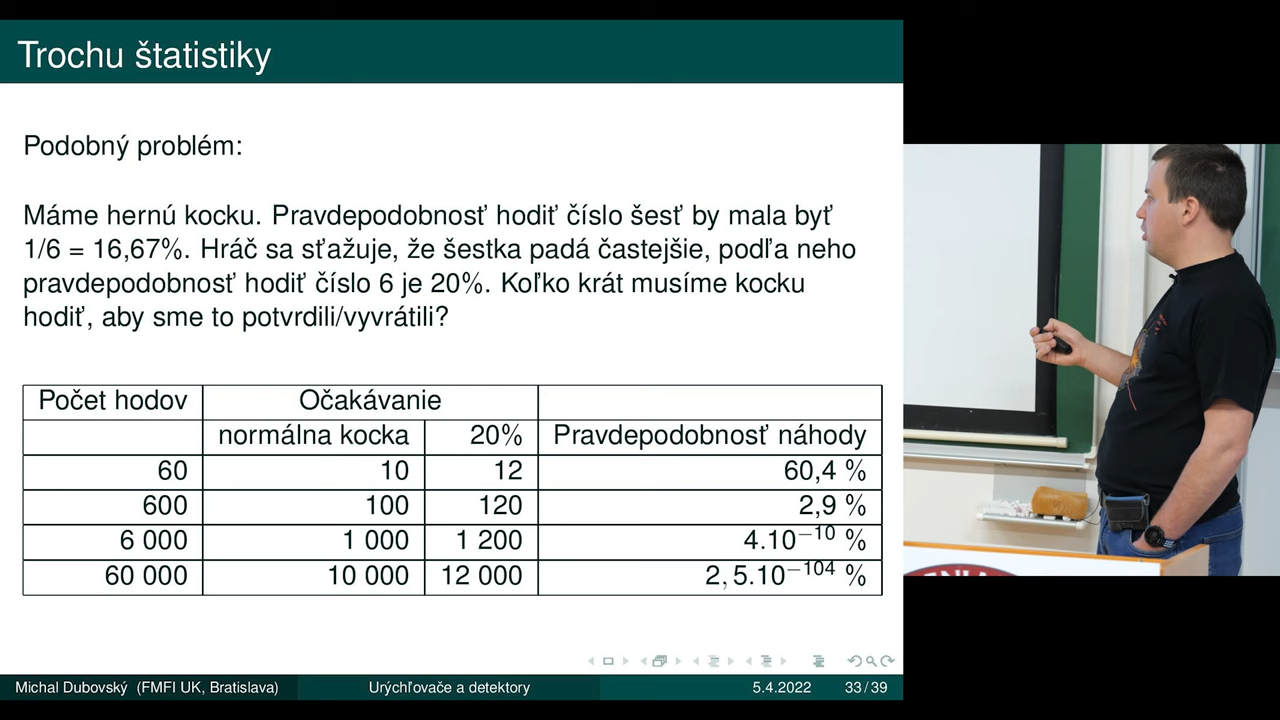 Trochu štatistiky
Podobný problém:
Máme hernú kocku. Pravdepodobnosť hodiť číslo šesť by mala byť
1/6 = 16,67%. Hráč sa sťažuje, že šestka padá častejšie, podľa neho
pravdepodobnosť hodiť číslo 6 je 20%. Koľko krát musíme kocku
hodiť, aby sme to potvrdili/vyvrátili?
Počet hodov Očakávanie
normálna kocka 20% Pravdepodobnosť náhody
60 10 12 60,4 %
600 100 120 2,9 %
6 000 1 000 1 200 4.10⁻¹⁰ %
60 000 10 000 12 000 2,5.10⁻¹⁰⁴ %
Michal Dubovský (FMFI UK, Bratislava) Urýchľovače a detektory 5.4.2022 33/39